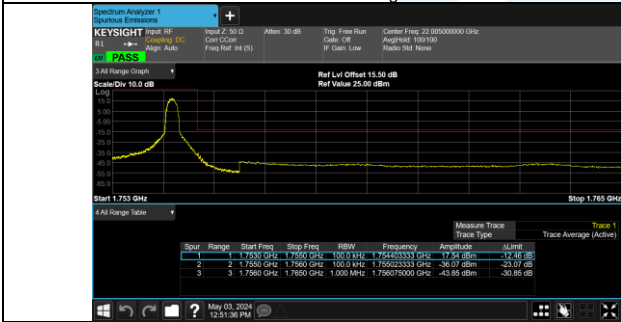 Spectrum Analyzer 1
Spurious Emissions
KEYSIGHT Input: RF Input Z: 50 Ω Atten: 30 dB Trig: Free Run Center Freq: 22.005000000 GHz
RL Coupling: DC Corr CCorr Gate: Off Avg|Hold: 100/100
Align: Auto Freq Ref: Int (S) IF Gain: Low Radio Std: None
PASS
3 All Range Graph
Ref Lvl Offset 15.50 dB
Scale/Div 10.0 dB Ref Value 25.00 dBm
Log
15.0
5.00
-5.00
-15.0
-25.0
-35.0
-45.0
-55.0
-65.0
Start 1.753 GHz Stop 1.765 GHz
4 All Range Table
Measure Trace Trace 1
Trace Type Trace Average (Active)
Spur Range Start Freq Stop Freq RBW Frequency Amplitude ΔLimit
1 1 1.7530 GHz 1.7550 GHz 100.0 kHz 1.754403333 GHz 17.54 dBm -12.46 dB
2 2 1.7550 GHz 1.7560 GHz 100.0 kHz 1.755023333 GHz -36.07 dBm -23.07 dB
3 3 1.7560 GHz 1.7650 GHz 1.000 MHz 1.756075000 GHz -43.85 dBm -30.85 dB
May 03, 2024
12:51:36 PM